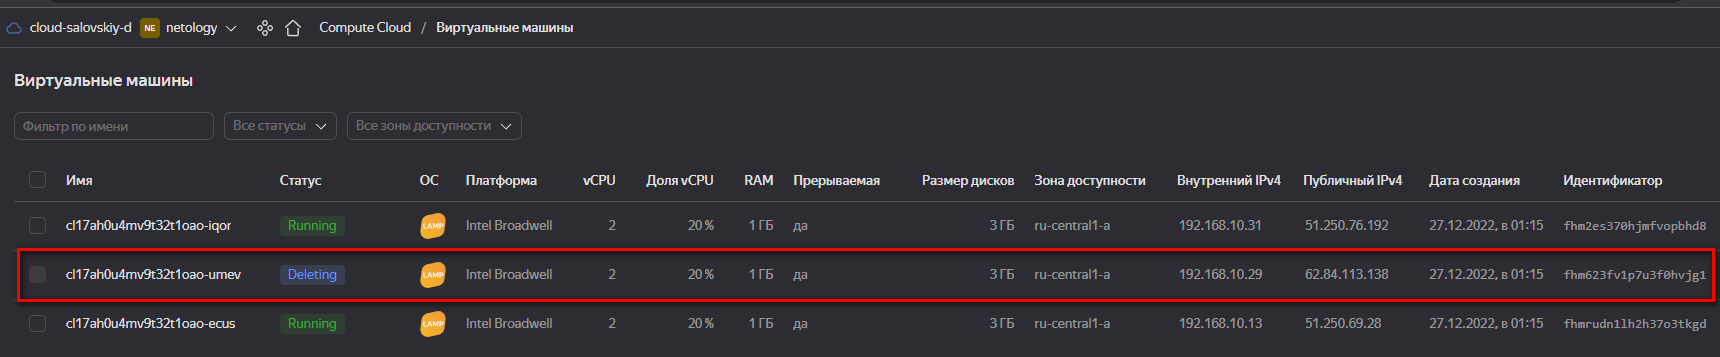 cloud-salovskiy-d NE netology Compute Cloud / Виртуальные машины
Виртуальные машины
Фильтр по имени Все статусы Все зоны доступности
Имя Статус ОС Платформа vCPU Доля vCPU RAM Прерываемая Размер дисков Зона доступности Внутренний IPv4 Публичный IPv4 Дата создания Идентификатор
cl17ah0u4mv9t32t1oao-iqor Running LAMP Intel Broadwell 2 20 % 1 ГБ да 3 ГБ ru-central1-a 192.168.10.31 51.250.76.192 27.12.2022, в 01:15 fhm2es370hjmfvopbhd8
cl17ah0u4mv9t32t1oao-umev Deleting LAMP Intel Broadwell 2 20 % 1 ГБ да 3 ГБ ru-central1-a 192.168.10.29 62.84.113.138 27.12.2022, в 01:15 fhm623fv1p7u3f0hvjg1
cl17ah0u4mv9t32t1oao-ecus Running LAMP Intel Broadwell 2 20 % 1 ГБ да 3 ГБ ru-central1-a 192.168.10.13 51.250.69.28 27.12.2022, в 01:15 fhmrudn1lh2h37o3tkgd